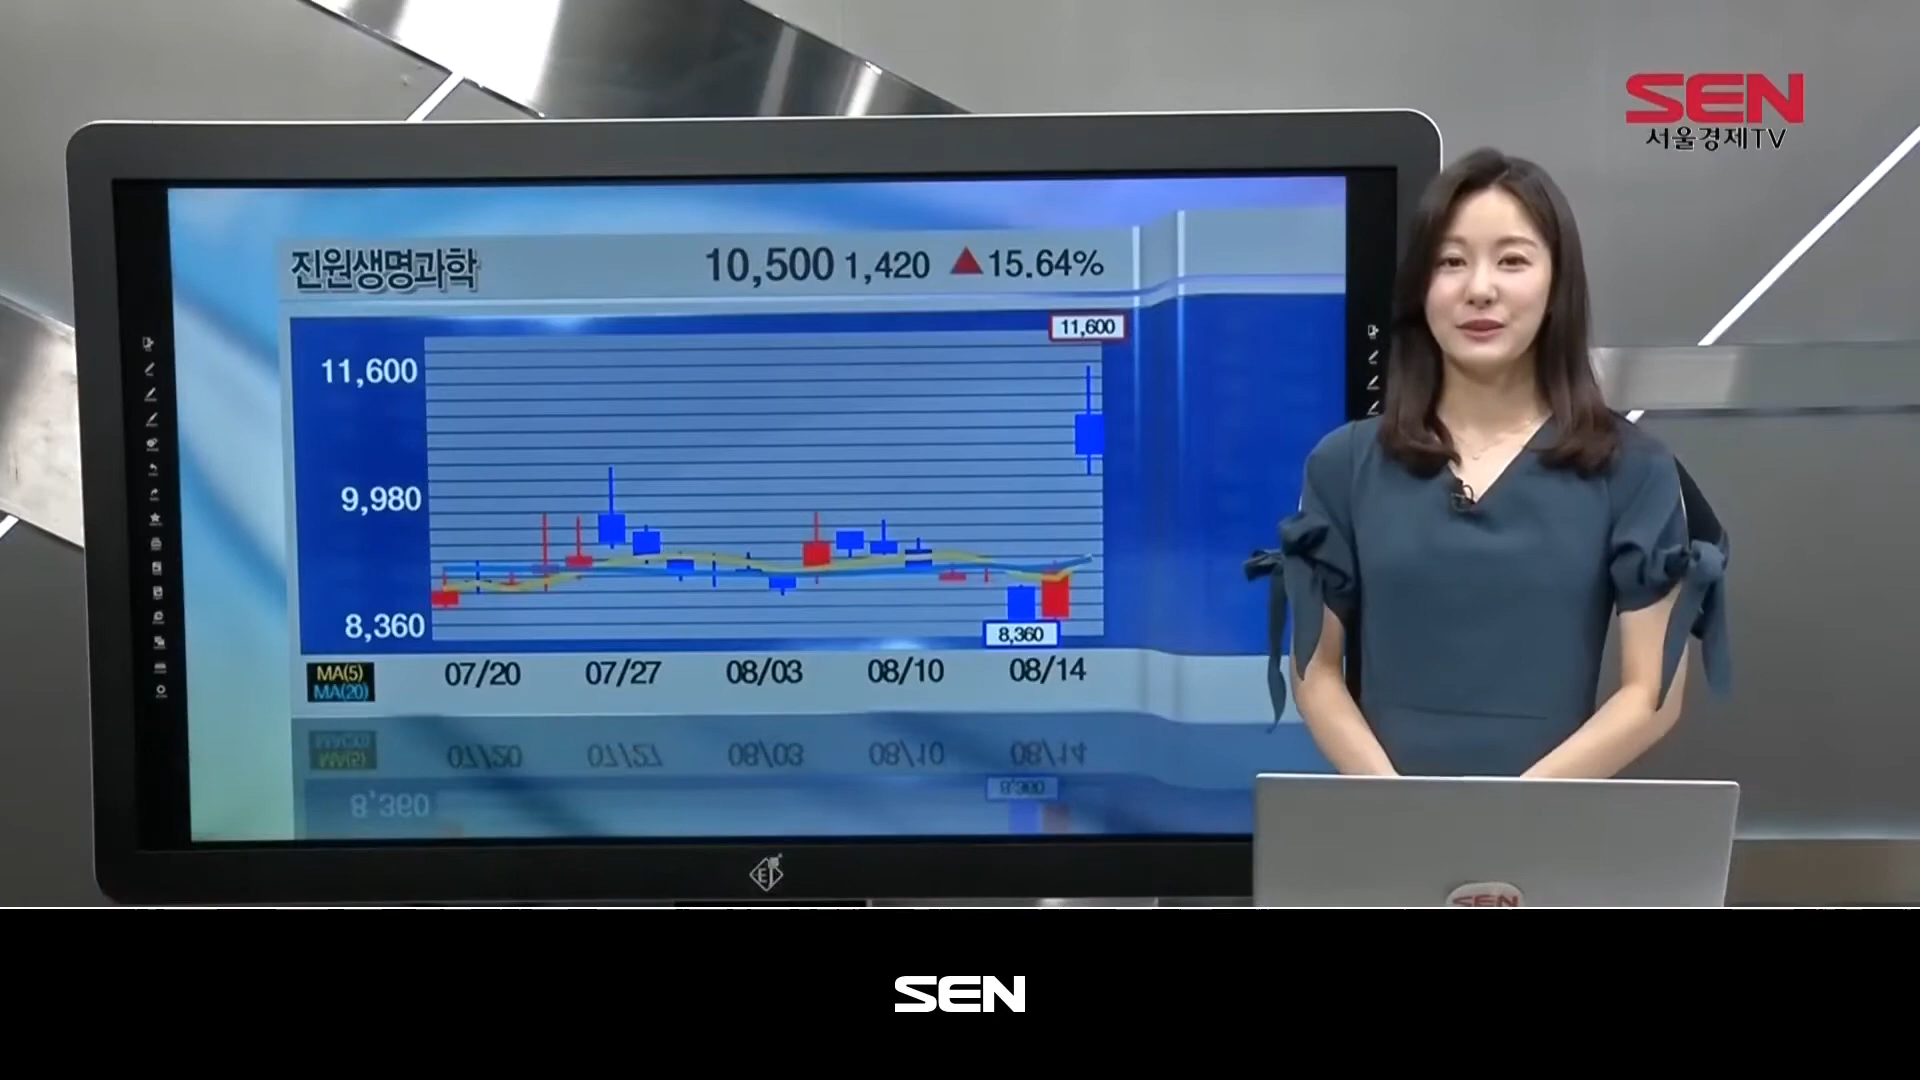 SEN
서울경제TV
진원생명과학 10,500 1,420 ▲15.64%
11,600
11,600
9,980
8,360
8,360
MA(5)
MA(20)
07/20 07/27 08/03 08/10 08/14
SEN
SEN